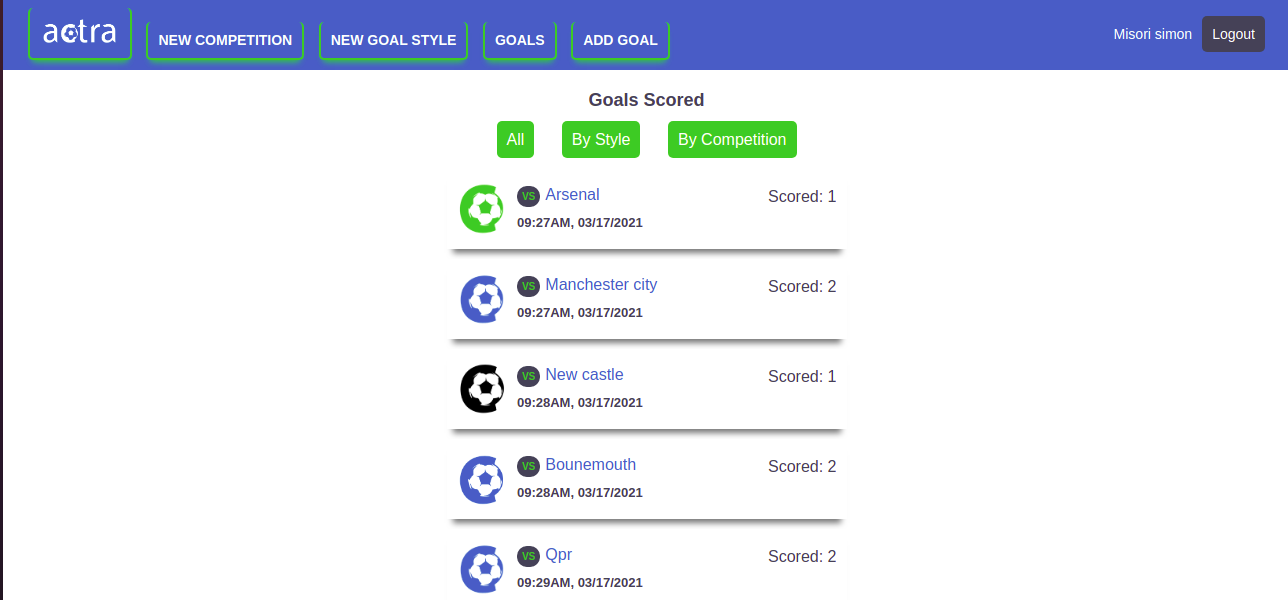 actra NEW COMPETITION NEW GOAL STYLE GOALS ADD GOAL Misori simon Logout
Goals Scored
All By Style By Competition
VS Arsenal Scored: 1
09:27AM, 03/17/2021
VS Manchester city Scored: 2
09:27AM, 03/17/2021
VS New castle Scored: 1
09:28AM, 03/17/2021
VS Bounemouth Scored: 2
09:28AM, 03/17/2021
VS Qpr Scored: 2
09:29AM, 03/17/2021